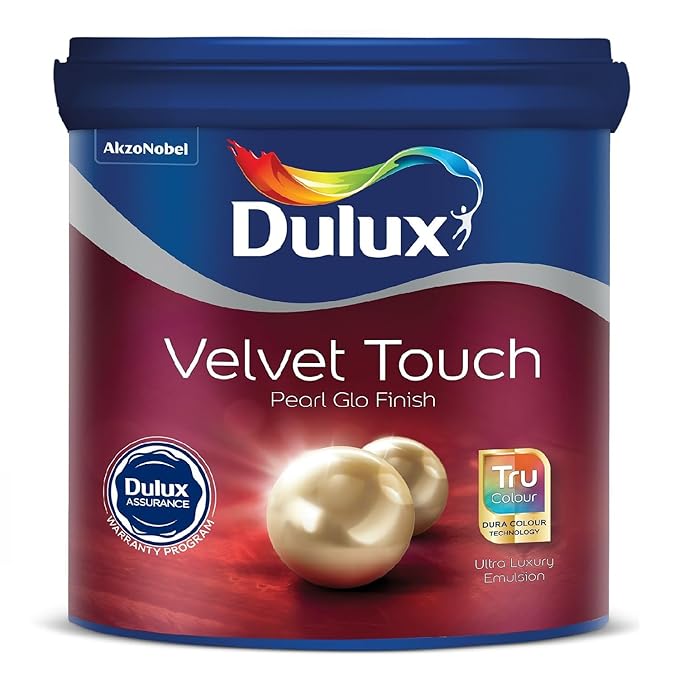 AkzoNobel
Dulux
Velvet Touch
Pearl Glo Finish
Dulux
ASSURANCE
WARRANTY PROGRAM
Tru
Colour
DURA COLOUR
TECHNOLOGY
Ultra Luxury
Emulsion